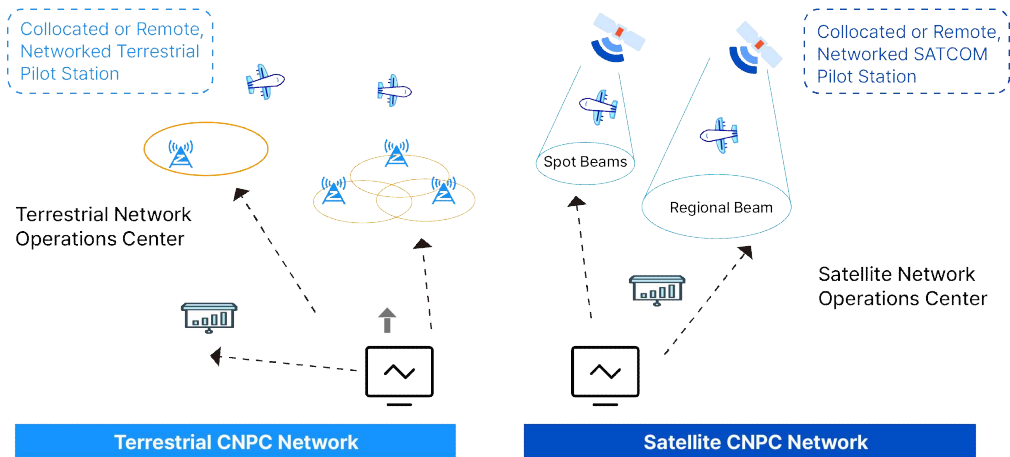 Collocated or Remote,
Networked Terrestrial
Pilot Station
Collocated or Remote,
Networked SATCOM
Pilot Station
Spot Beams
Regional Beam
Terrestrial Network
Operations Center
Satellite Network
Operations Center
Terrestrial CNPC Network
Satellite CNPC Network